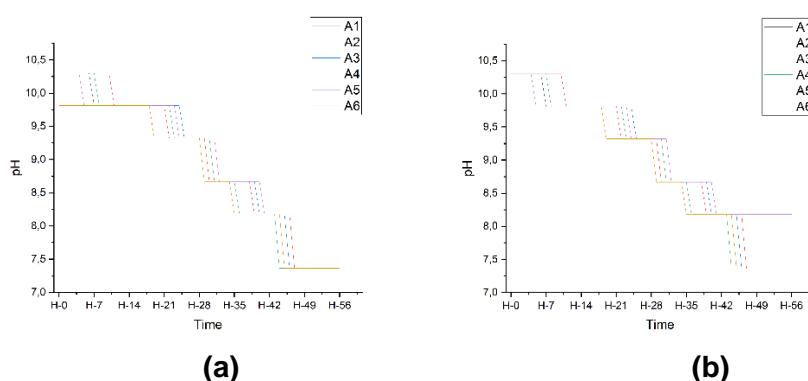 A1
A2
A3
A4
A5
A6
10,5
10,0
9,5
9,0
8,5
8,0
7,5
7,0
pH
H-0 H-7 H-14 H-21 H-28 H-35 H-42 H-49 H-56
Time
(a)
A1
A2
A3
A4
A5
A6
10,5
10,0
9,5
9,0
8,5
8,0
7,5
7,0
pH
H-0 H-7 H-14 H-21 H-28 H-35 H-42 H-49 H-56
Time
(b)